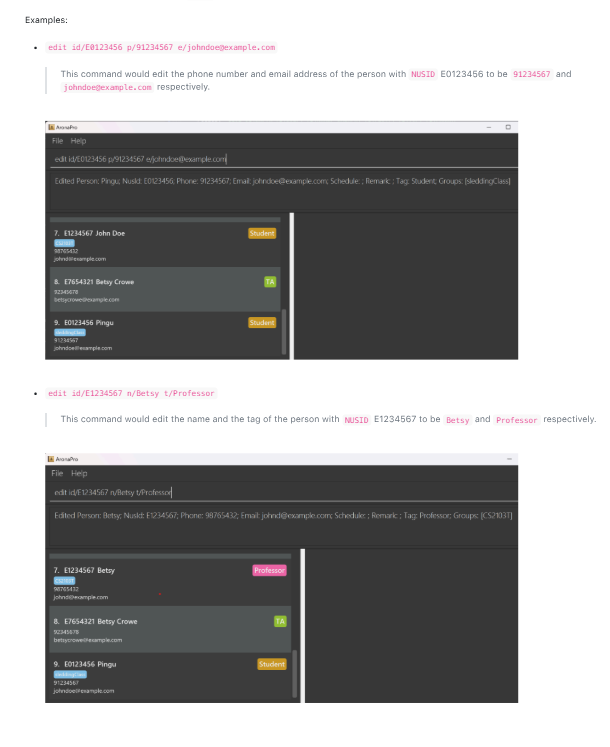 Examples:
edit id/E0123456 p/91234567 e/johndoe@example.com
This command would edit the phone number and email address of the person with NUSID E0123456 to be 91234567 and
johndoe@example.com respectively.
AronaPro
File Help
edit id/E0123456 p/91234567 e/johndoe@example.com
Edited Person: Pingu; NusId: E0123456; Phone: 91234567; Email: johndoe@example.com; Schedule: ; Remark: ; Tag: Student; Groups: [sleddingClass]
7. E1234567 John Doe Student
CS2103T
98765432
johnd@example.com
8. E7654321 Betsy Crowe TA
92345678
betsycrowe@example.com
9. E0123456 Pingu Student
sleddingClass
91234567
johndoe@example.com
edit id/E1234567 n/Betsy t/Professor
This command would edit the name and the tag of the person with NUSID E1234567 to be Betsy and Professor respectively.
AronaPro
File Help
edit id/E1234567 n/Betsy t/Professor
Edited Person: Betsy; NusId: E1234567; Phone: 98765432; Email: johnd@example.com; Schedule: ; Remark: ; Tag: Professor; Groups: [CS2103T]
7. E1234567 Betsy Professor
CS2103T
98765432
johnd@example.com
8. E7654321 Betsy Crowe TA
92345678
betsycrowe@example.com
9. E0123456 Pingu Student
sleddingClass
91234567
johndoe@example.com